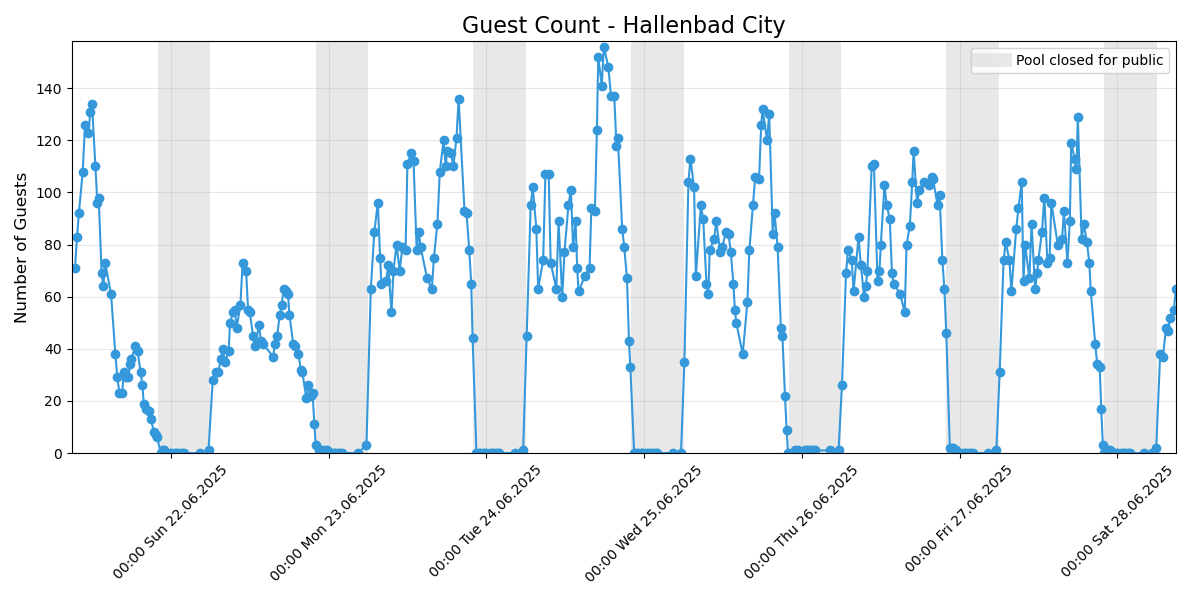 Guest Count - Hallenbad City
Pool closed for public
Number of Guests
140
120
100
80
60
40
20
0
00:00 Sun 22.06.2025
00:00 Mon 23.06.2025
00:00 Tue 24.06.2025
00:00 Wed 25.06.2025
00:00 Thu 26.06.2025
00:00 Fri 27.06.2025
00:00 Sat 28.06.2025